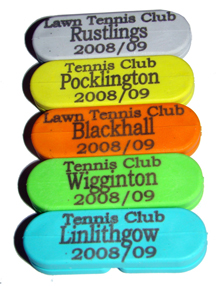 Lawn Tennis Club
Rustlings
2008/09
Tennis Club
Pocklington
2008/09
Lawn Tennis Club
Blackhall
2008/09
Tennis Club
Wigginton
2008/09
Tennis Club
Linlithgow
2008/09